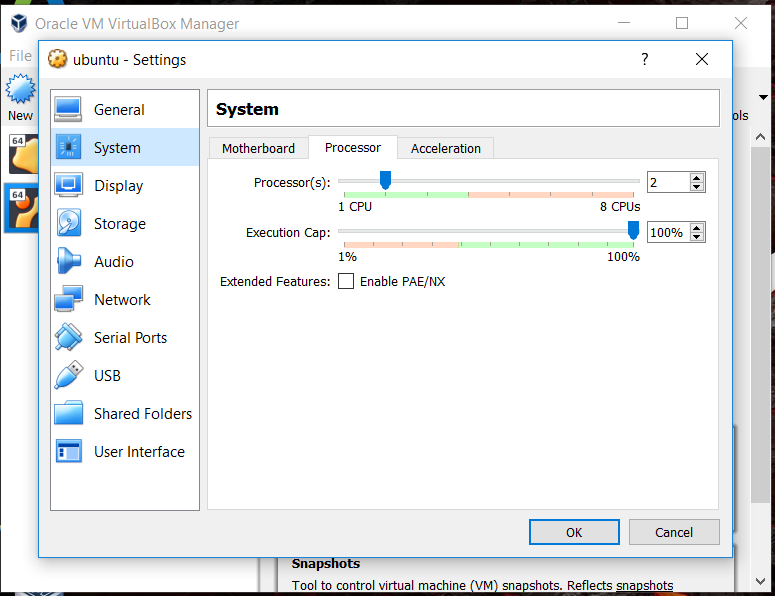 Oracle VM VirtualBox Manager
File
ubuntu - Settings
?
New
ols
64
64
General
System
Display
Storage
Audio
Network
Serial Ports
USB
Shared Folders
User Interface
System
Motherboard Processor Acceleration
Processor(s): 2
1 CPU 8 CPUs
Execution Cap: 100%
1% 100%
Extended Features: Enable PAE/NX
OK Cancel
Snapshots
Tool to control virtual machine (VM) snapshots. Reflects snapshots